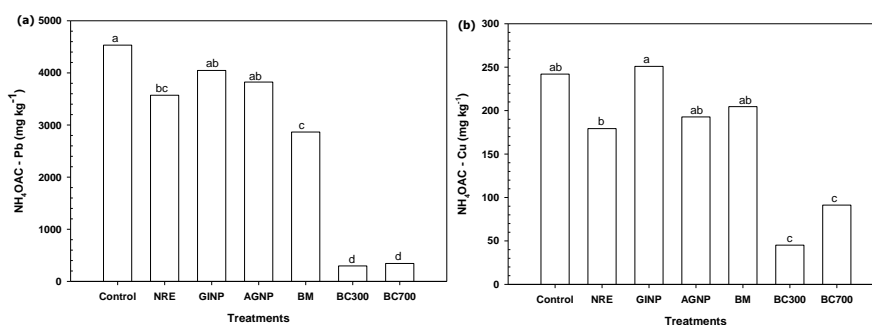 (a)
NH₄OAC - Pb (mg kg⁻¹)
5000
4000
3000
2000
1000
0
a
bc
ab
ab
c
d
d
Control NRE GINP AGNP BM BC300 BC700
Treatments
(b)
NH₄OAC - Cu (mg kg⁻¹)
300
250
200
150
100
50
0
ab
b
a
ab
ab
c
c
Control NRE GINP AGNP BM BC300 BC700
Treatments